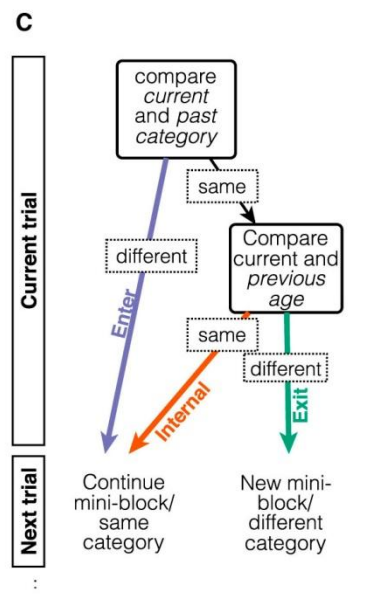 C
Current trial
compare
current
and past
category
same
different
Compare
current and
previous
age
Enter
same
different
Internal
Exit
Next trial
Continue
mini-block/
same
category
New mini-
block/
different
category
: